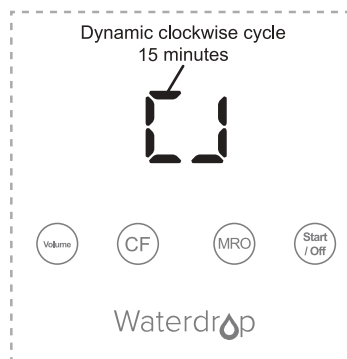 Dynamic clockwise cycle
15 minutes
Volume
CF
MRO
Start
/ Off
Waterdrop